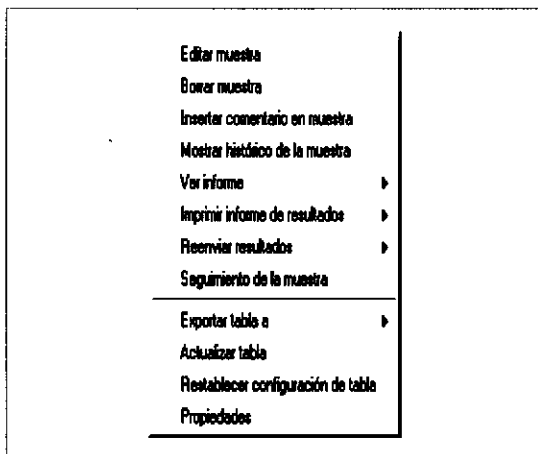 Editar muestra
Borrar muestra
Insertar comentario en muestra
Mostrar histórico de la muestra
Ver informe
Imprimir informe de resultados
Reenviar resultados
Seguimiento de la muestra
Exportar tabla a
Actualizar tabla
Restablecer configuración de tabla
Propiedades